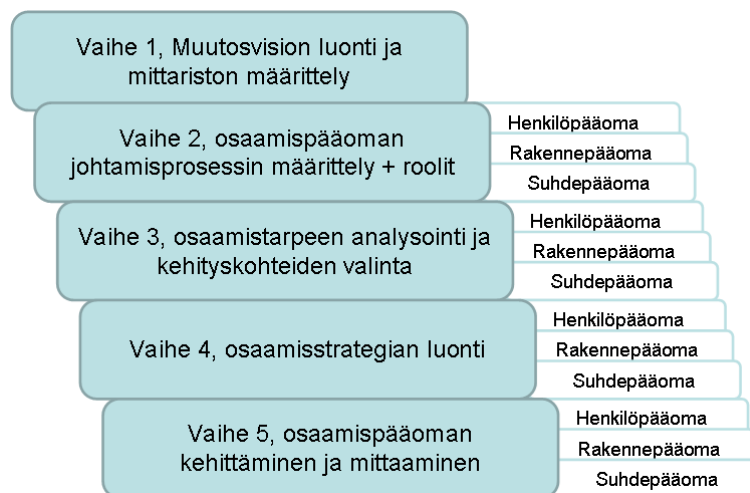 Vaihe 1, Muutosvision luonti ja
mittariston määrittely
Vaihe 2, osaamispääoman
johtamisprosessin määrittely + roolit
Henkilöpääoma
Rakennepääoma
Suhdepääoma
Vaihe 3, osaamistarpeen analysointi ja
kehityskohteiden valinta
Henkilöpääoma
Rakennepääoma
Suhdepääoma
Vaihe 4, osaamisstrategian luonti
Henkilöpääoma
Rakennepääoma
Suhdepääoma
Vaihe 5, osaamispääoman
kehittäminen ja mittaaminen
Henkilöpääoma
Rakennepääoma
Suhdepääoma